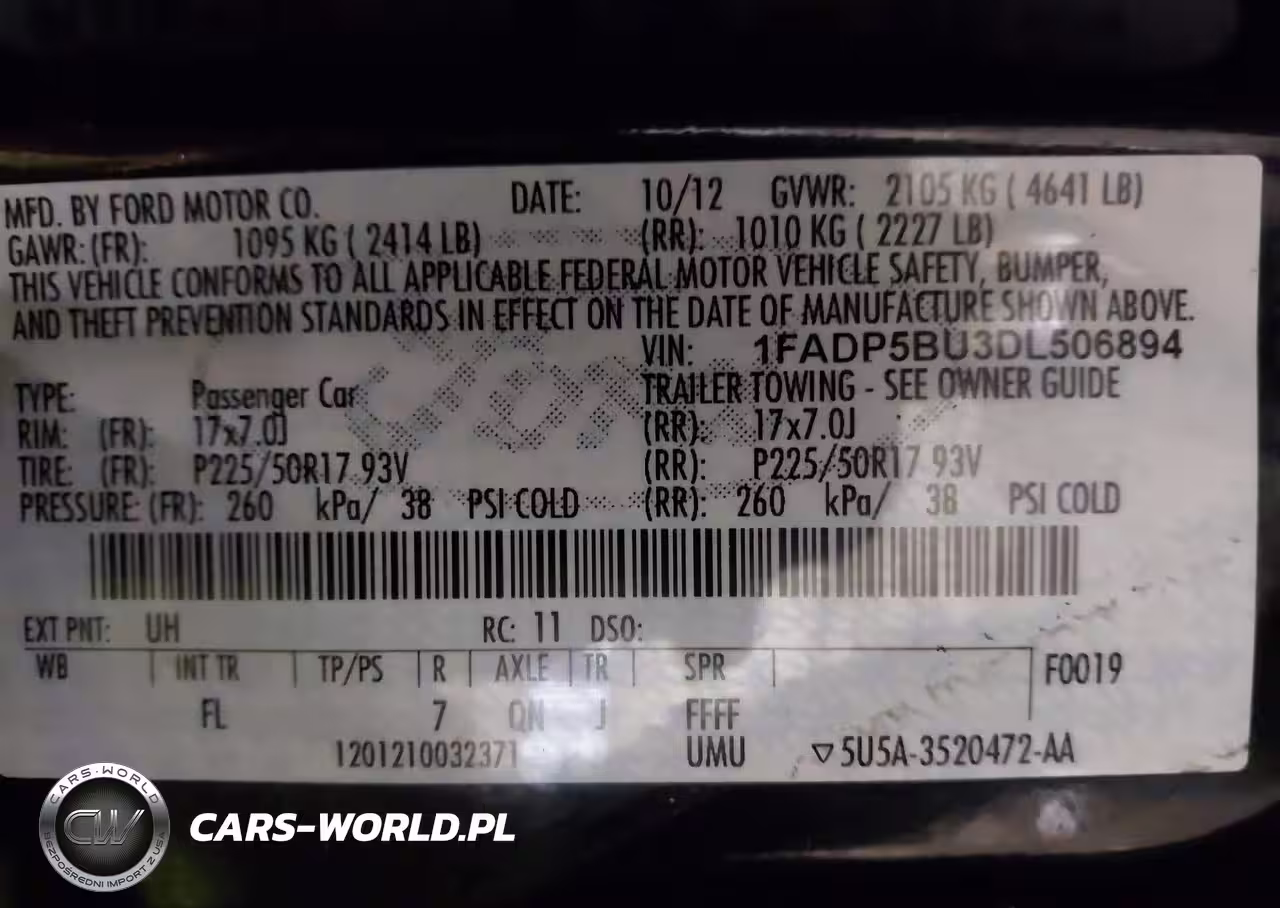 MFD. BY FORD MOTOR CO. DATE: 10/12 GVWR: 2105 KG ( 4641 LB)
GAWR: (FR): 1095 KG ( 2414 LB) (RR): 1010 KG ( 2227 LB)
THIS VEHICLE CONFORMS TO ALL APPLICABLE FEDERAL MOTOR VEHICLE SAFETY, BUMPER,
AND THEFT PREVENTION STANDARDS IN EFFECT ON THE DATE OF MANUFACTURE SHOWN ABOVE.
VIN: 1FADP5BU3DL506894
TYPE: Passenger Car TRAILER TOWING - SEE OWNER GUIDE
RIM: (FR): 17x7.0J (RR): 17x7.0J
TIRE: (FR): P225/50R17 93V (RR): P225/50R17 93V
PRESSURE: (FR): 260 kPa/ 38 PSI COLD (RR): 260 kPa/ 38 PSI COLD
EXT PNT: UH RC: 11 DSO:
WB INT TR TP/PS R AXLE TR SPR F0019
FL 7 QN J FFFF
1201210032371 UMU ▽5U5A-3520472-AA
CARS-WORLD
CW
BEZPOŚREDNI IMPORT Z USA
CARS-WORLD.PL